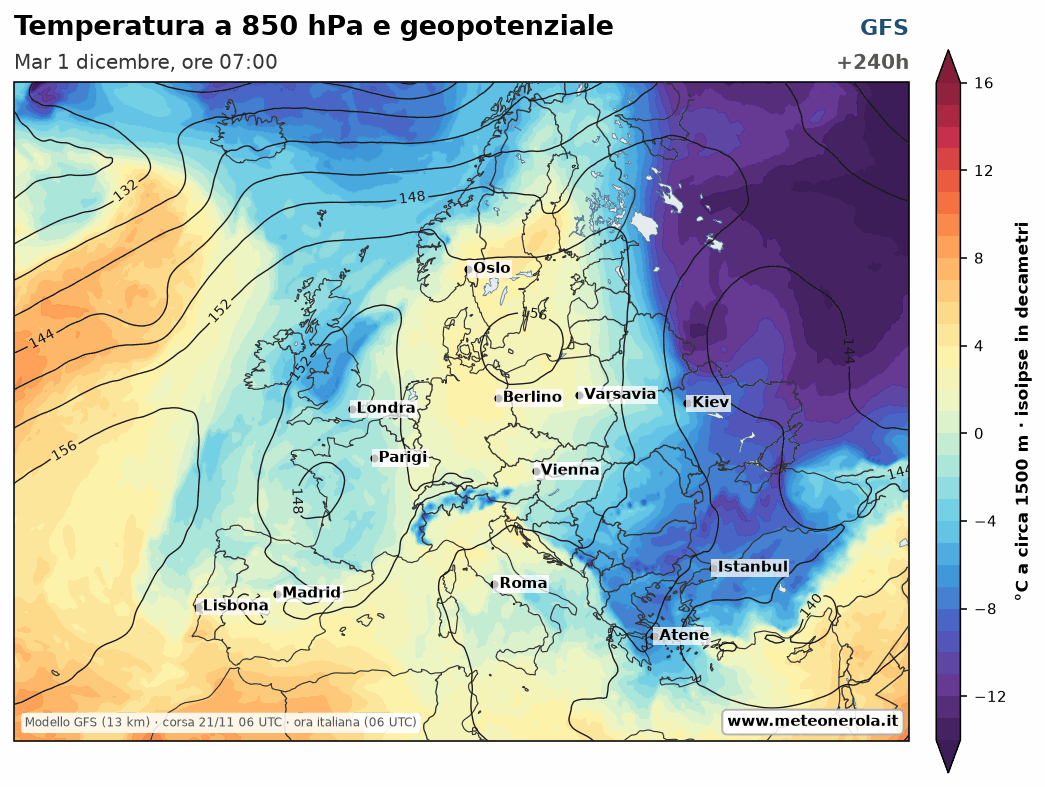 Temperatura a 850 hPa e geopotenziale
GFS
Mar 1 dicembre, ore 07:00
+240h
132
148
144
152
156
156
152
144
144
148
140
Oslo
Londra
Berlino
Varsavia
Kiev
Parigi
Vienna
Madrid
Lisbona
Roma
Istanbul
Atene
Modello GFS (13 km) · corsa 21/11 06 UTC · ora italiana (06 UTC)
www.meteonerola.it
16
12
8
4
0
−4
−8
−12
°C a circa 1500 m · isoipse in decametri